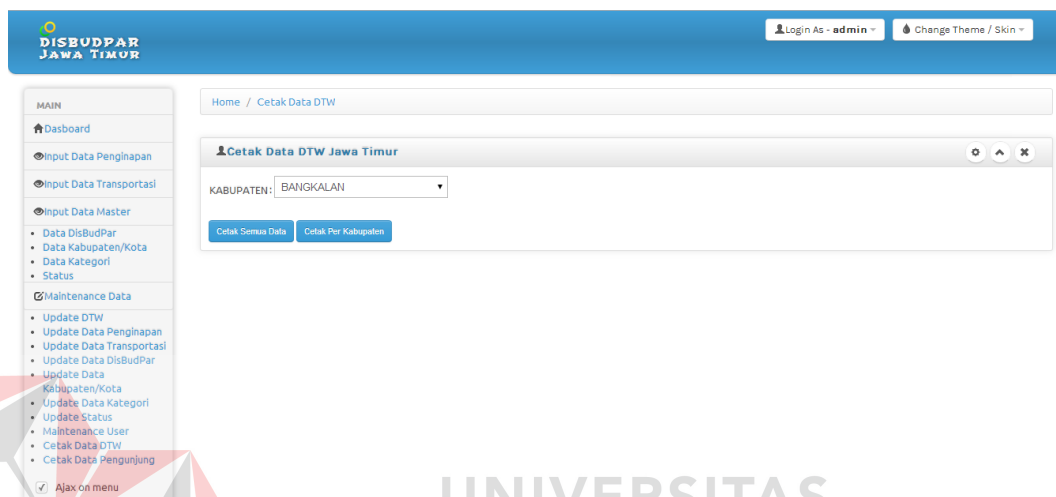 DISBUDPAR
JAWA TIMUR
Login As - admin
Change Theme / Skin
MAIN
Dasboard
Input Data Penginapan
Input Data Transportasi
Input Data Master
Data DisBudPar
Data Kabupaten/Kota
Data Kategori
Status
Maintenance Data
Update DTW
Update Data Penginapan
Update Data Transportasi
Update Data DisBudPar
Update Data
Kabupaten/Kota
Update Data Kategori
Update Status
Maintenance User
Cetak Data DTW
Cetak Data Pengunjung
Ajax on menu
Home / Cetak Data DTW
Cetak Data DTW Jawa Timur
KABUPATEN: BANGKALAN
Cetak Semua Data Cetak Per Kabupaten
UNIVERSITAS